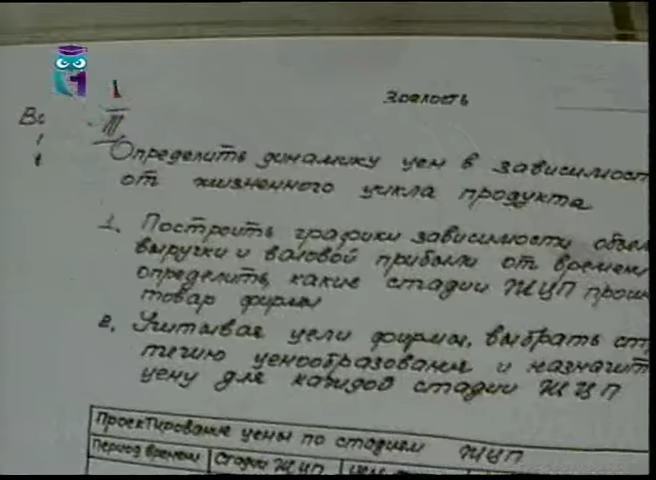 Зрелость
III
Определить динамику цен в зависимост
от жизненного цикла продукта
1. Построить графики зависимости объем
выручки и валовой прибыли от времени
определить, какие стадии ЖЦП прош
товар фирмы
2. Учитывая цели фирмы, выбрать ст
тегию ценообразования и назначит
цену для каждой стадии ЖЦП
Проектирование цены по стадиям ЖЦП
Период времени Стадии ЖЦП